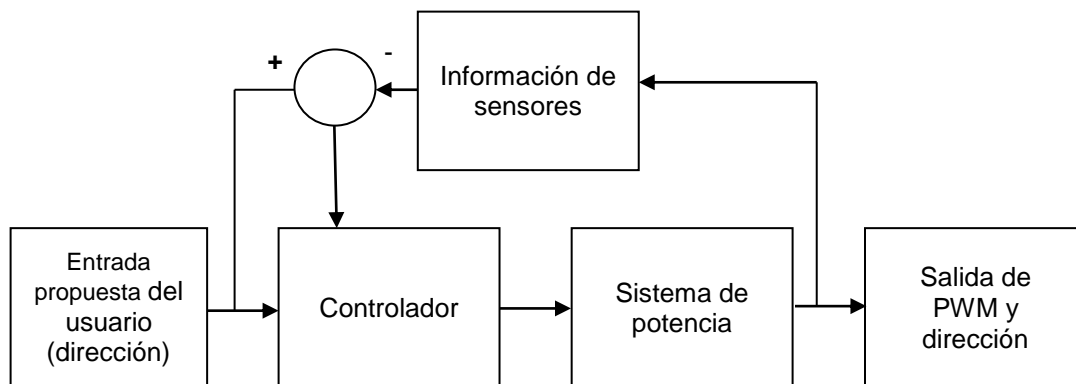 +
-
Información de
sensores
Entrada
propuesta del
usuario
(dirección)
Controlador
Sistema de
potencia
Salida de
PWM y
dirección